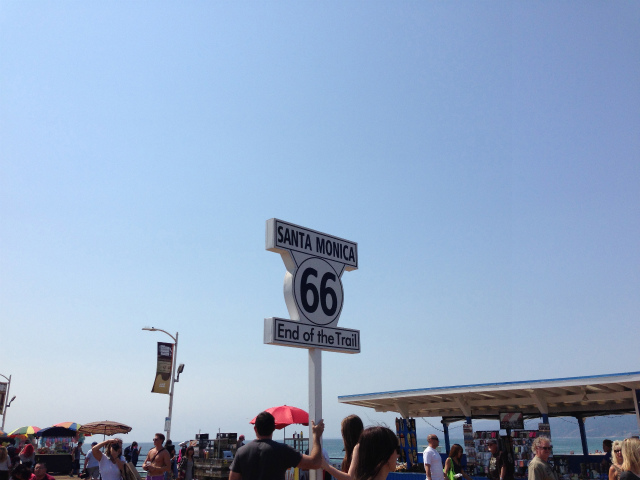 SANTA MONICA
66
End of the Trail